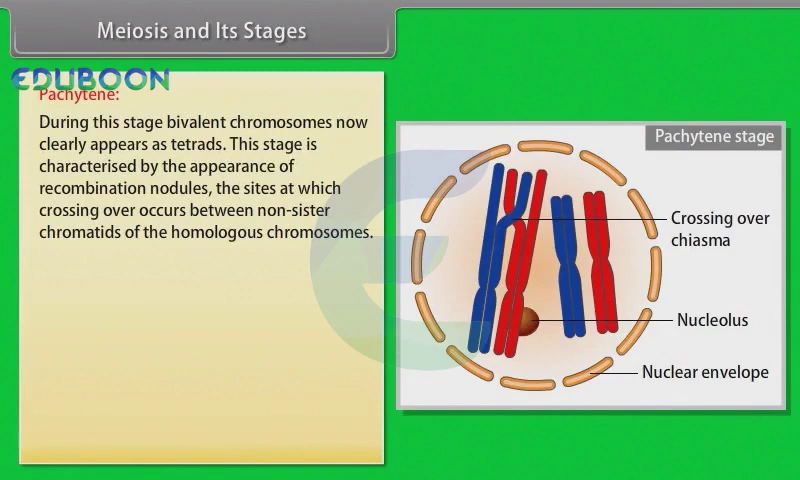 Meiosis and Its Stages
EDUBOON
Pachytene:
During this stage bivalent chromosomes now
clearly appears as tetrads. This stage is
characterised by the appearance of
recombination nodules, the sites at which
crossing over occurs between non-sister
chromatids of the homologous chromosomes.
Pachytene stage
Crossing over
chiasma
Nucleolus
Nuclear envelope